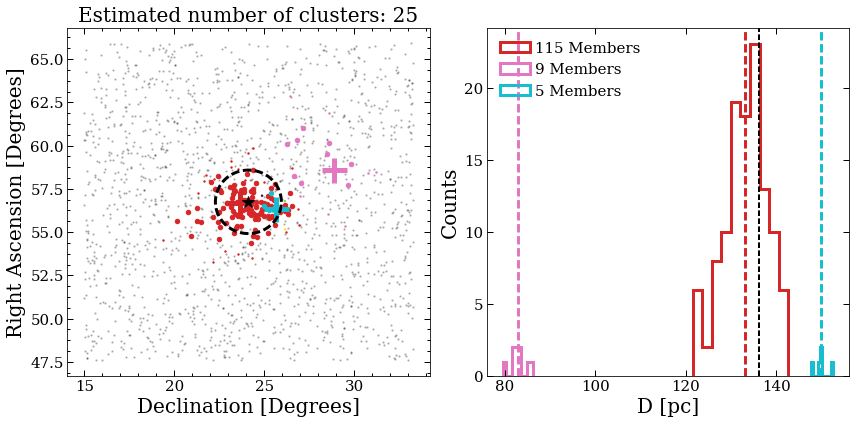 Estimated number of clusters: 25
Right Ascension [Degrees]
65.0
62.5
60.0
57.5
55.0
52.5
50.0
47.5
15
20
25
30
Declination [Degrees]
115 Members
9 Members
5 Members
Counts
20
15
10
5
0
80
100
120
140
D [pc]